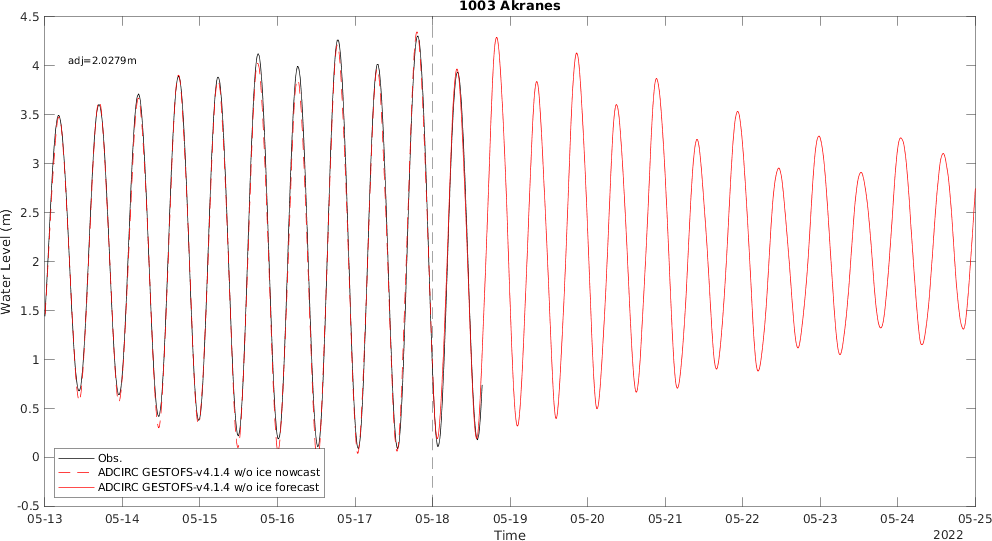 1003 Akranes
adj=2.0279m
Water Level (m)
4.5
4
3.5
3
2.5
2
1.5
1
0.5
0
-0.5
Obs.
ADCIRC GESTOFS-v4.1.4 w/o ice nowcast
ADCIRC GESTOFS-v4.1.4 w/o ice forecast
05-13 05-14 05-15 05-16 05-17 05-18 05-19 05-20 05-21 05-22 05-23 05-24 05-25
Time
2022